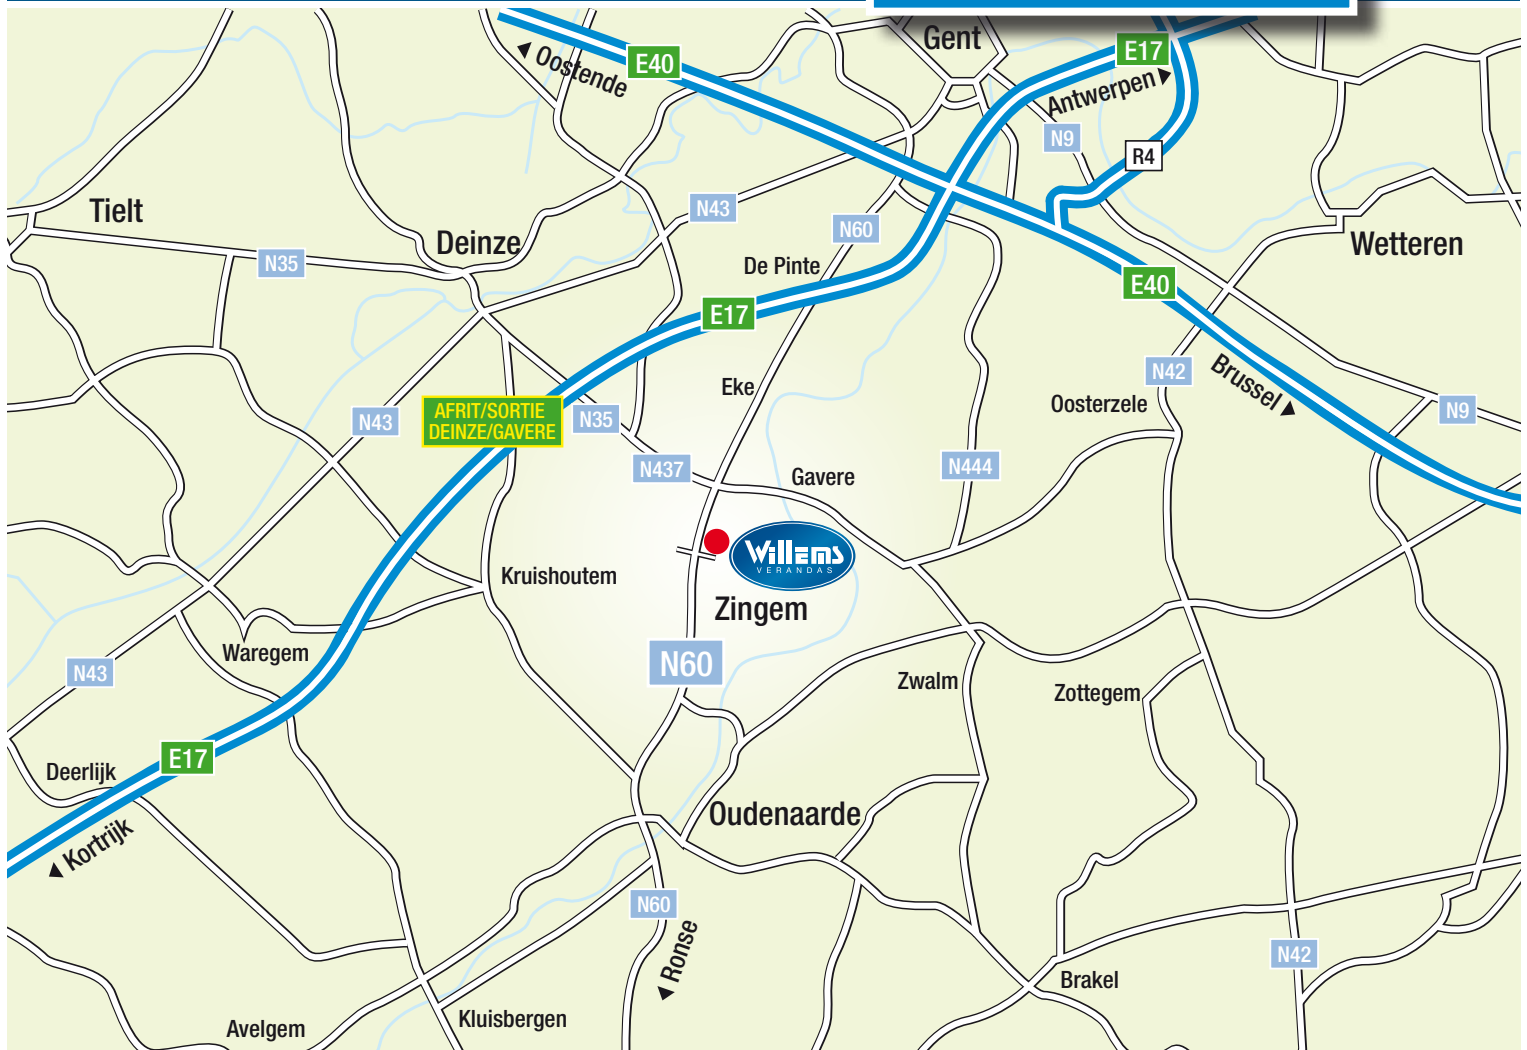 Gent
E17
E40
◄ Oostende
Antwerpen ►
N9
R4
Tielt
N43
Deinze
N60
Wetteren
N35
De Pinte
E40
E17
N42
Brussel ►
Eke
Oosterzele
AFRIT/SORTIE
DEINZE/GAVERE
N43
N35
N9
N437
Gavere
N444
Willems
VERANDAS
Kruishoutem
Zingem
Waregem
N60
N43
Zwalm
Zottegem
E17
Deerlijk
Oudenaarde
◄ Kortrijk
N60
◄ Ronse
N42
Brakel
Kluisbergen
Avelgem